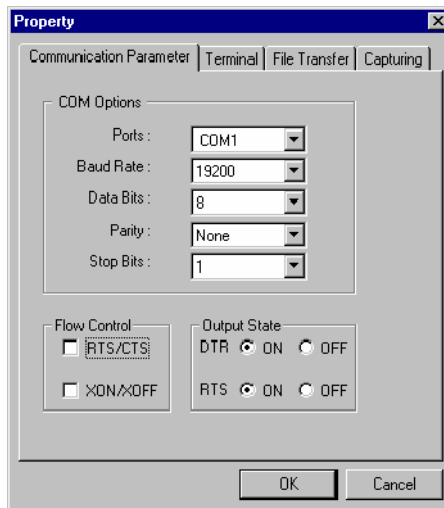 Property
Communication Parameter Terminal File Transfer Capturing
COM Options
Ports : COM1
Baud Rate : 19200
Data Bits : 8
Parity : None
Stop Bits : 1
Flow Control
RTS/CTS
XON/XOFF
Output State
DTR ON OFF
RTS ON OFF
OK Cancel